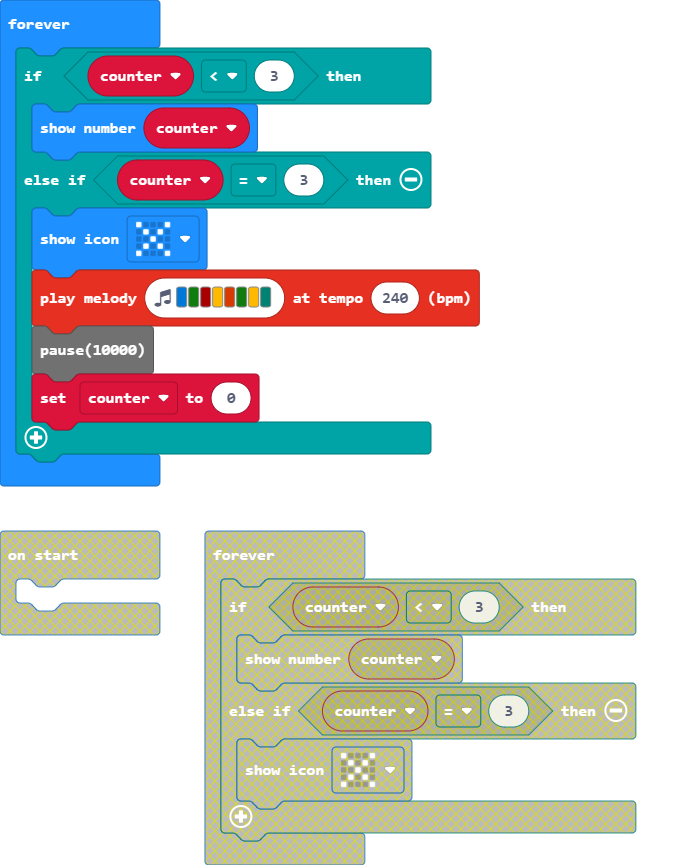 forever
if counter < 3 then
show number counter
else if counter = 3 then
show icon
play melody at tempo 240 (bpm)
pause(10000)
set counter to 0
on start
forever
if counter < 3 then
show number counter
else if counter = 3 then
show icon